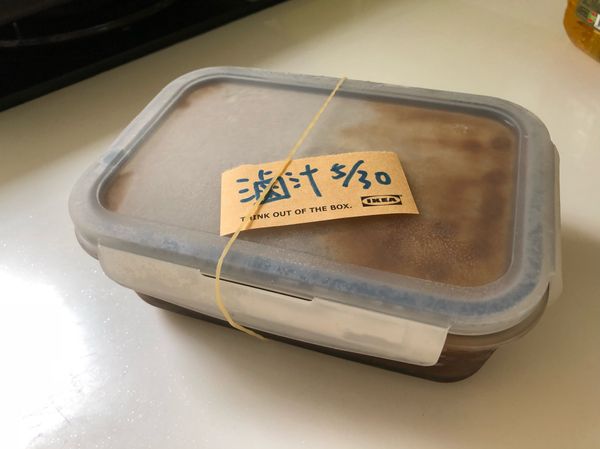 滷汁 5/30
THINK OUT OF THE BOX.
IKEA